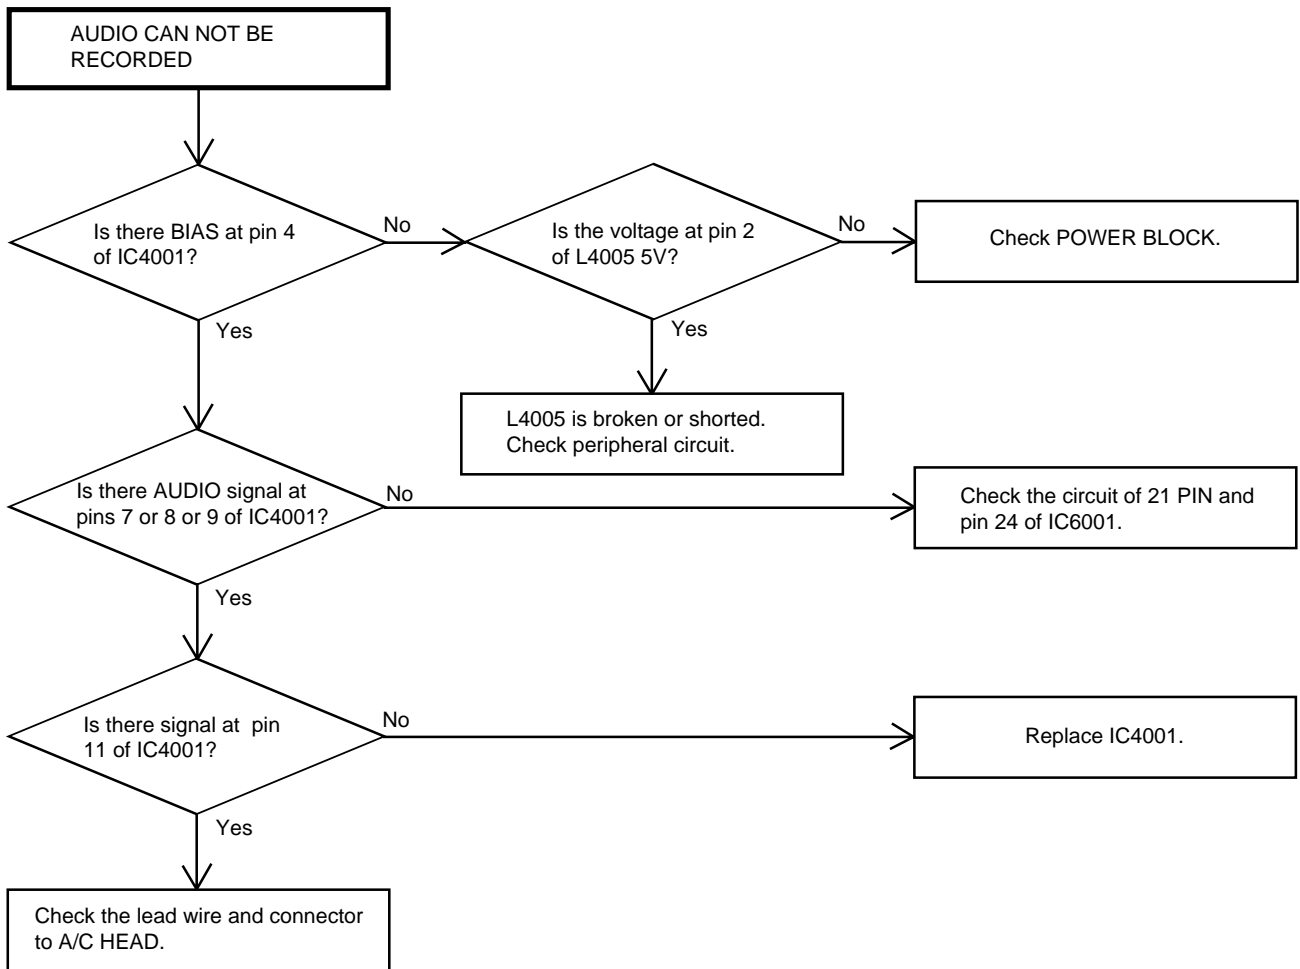 AUDIO CAN NOT BE
RECORDED
Is there BIAS at pin 4
of IC4001?
No
Is the voltage at pin 2
of L4005 5V?
No
Check POWER BLOCK.
Yes
Yes
L4005 is broken or shorted.
Check peripheral circuit.
Is there AUDIO signal at
pins 7 or 8 or 9 of IC4001?
No
Check the circuit of 21 PIN and
pin 24 of IC6001.
Yes
Is there signal at  pin
11 of IC4001?
No
Replace IC4001.
Yes
Check the lead wire and connector
to A/C HEAD.